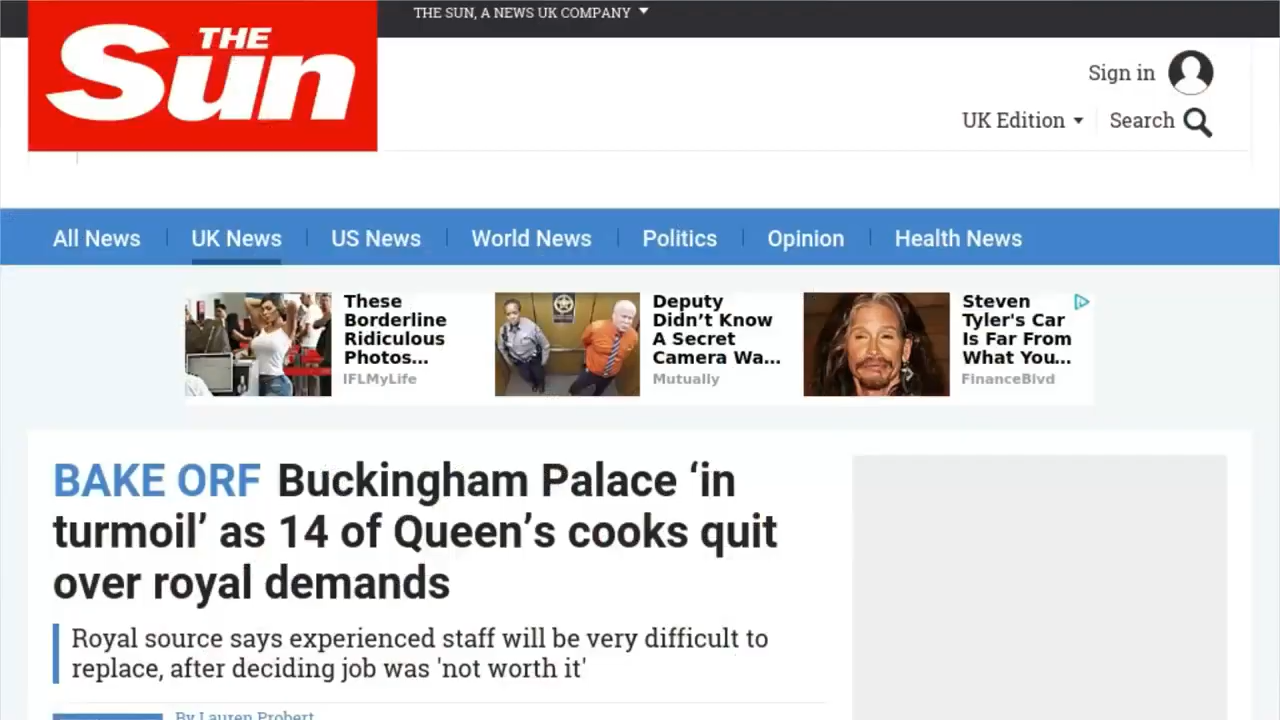 THE SUN, A NEWS UK COMPANY
THE
Sun
Sign in
UK Edition
Search
All News
UK News
US News
World News
Politics
Opinion
Health News
These
Borderline
Ridiculous
Photos...
IFLMyLife
Deputy
Didn’t Know
A Secret
Camera Wa...
Mutually
Steven
Tyler's Car
Is Far From
What You...
FinanceBlvd
BAKE ORF Buckingham Palace ‘in
turmoil’ as 14 of Queen’s cooks quit
over royal demands
Royal source says experienced staff will be very difficult to
replace, after deciding job was 'not worth it'
By Lauren Probert